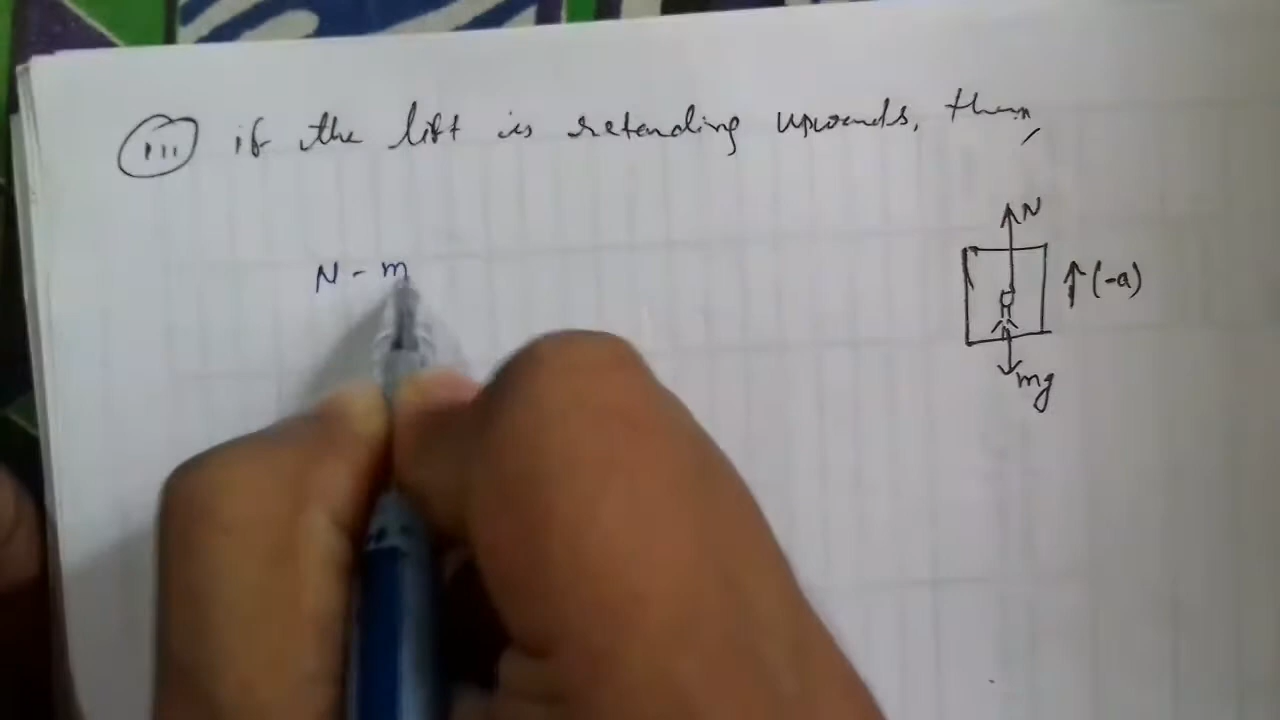 (iii) if the lift is retarding upwards, then,
N
N - m
↑(-a)
mg